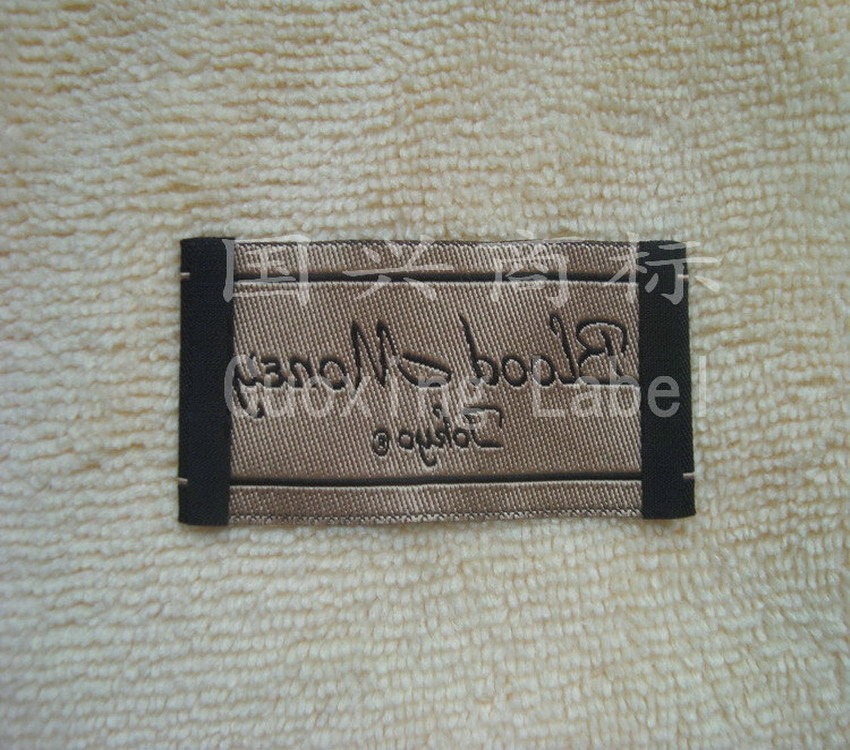 国兴商标
Blood Money
Guoxing Label
Tokyo®